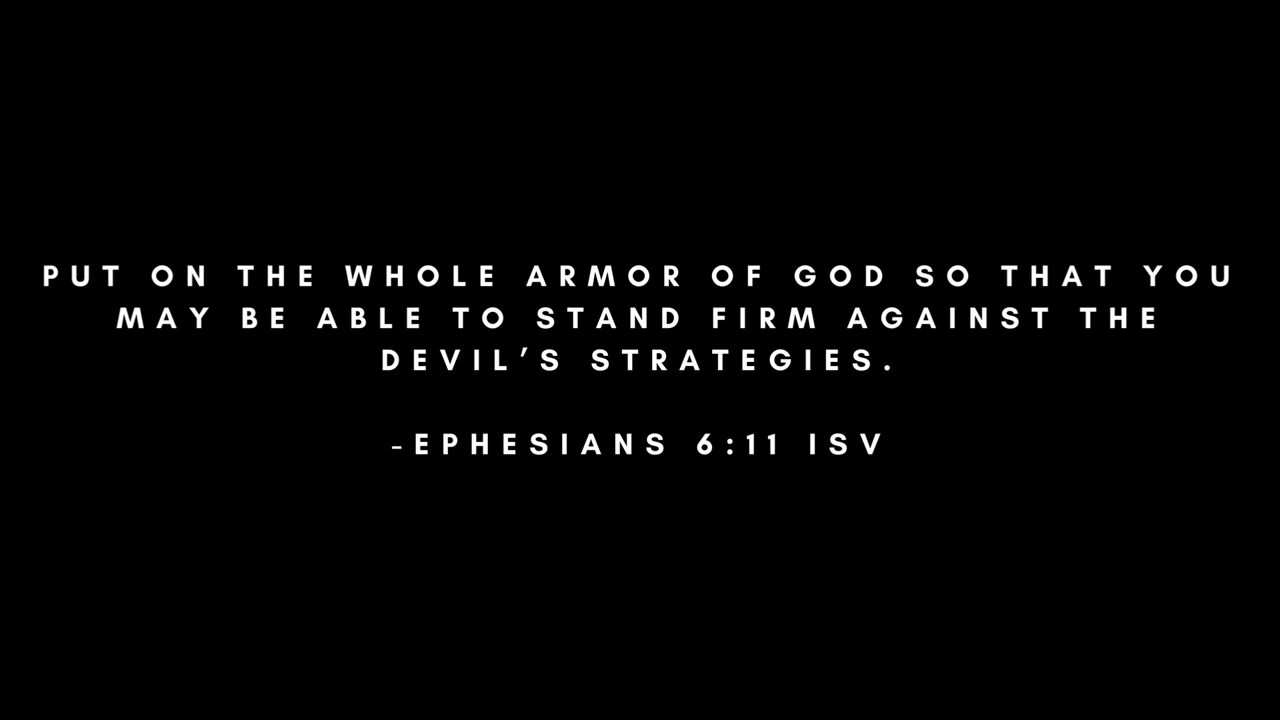 PUT ON THE WHOLE ARMOR OF GOD SO THAT YOU
MAY BE ABLE TO STAND FIRM AGAINST THE
DEVIL’S STRATEGIES.
-EPHESIANS 6:11 ISV